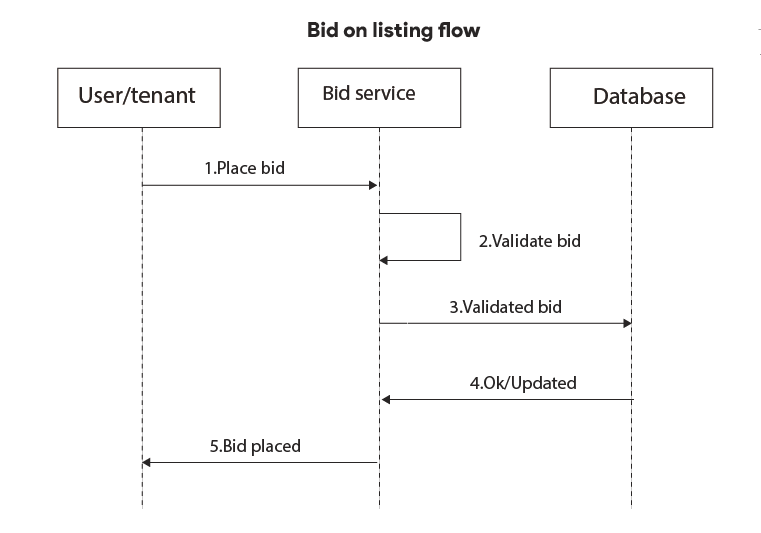 Bid on listing flow
User/tenant
Bid service
Database
1.Place bid
2.Validate bid
3.Validated bid
4.Ok/Updated
5.Bid placed